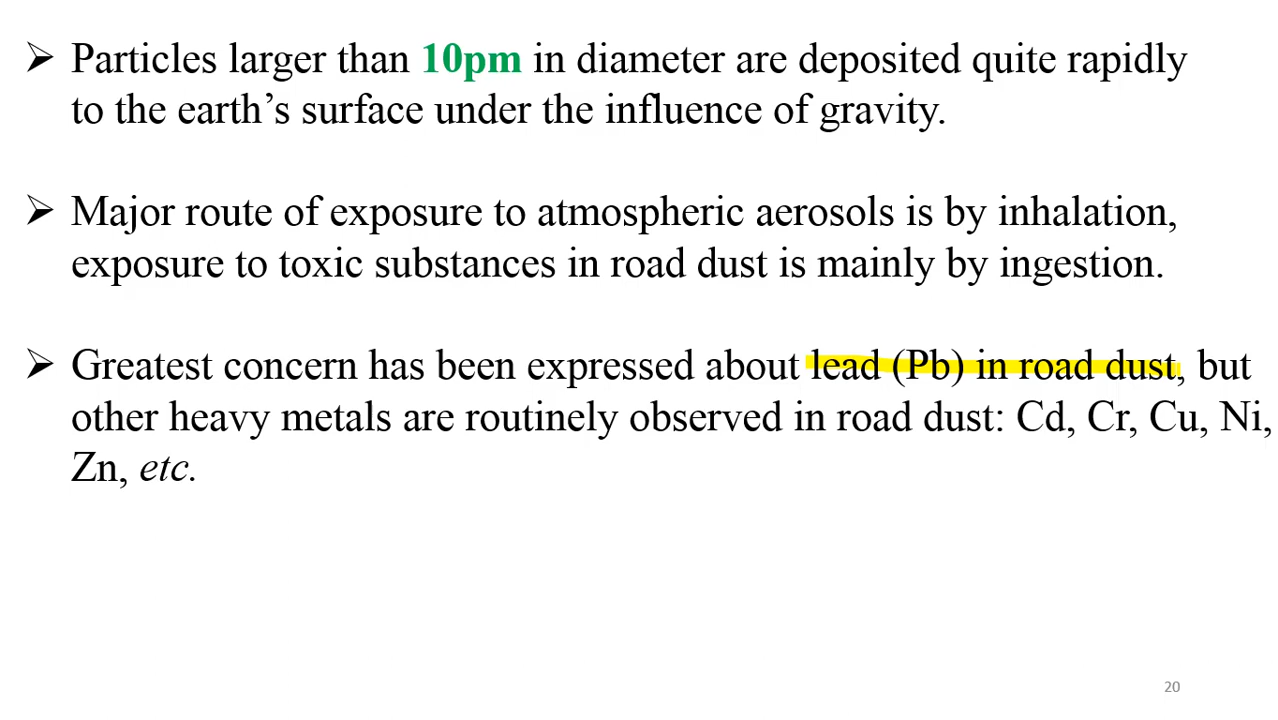 ➢ Particles larger than 10pm in diameter are deposited quite rapidly
to the earth’s surface under the influence of gravity.
➢ Major route of exposure to atmospheric aerosols is by inhalation,
exposure to toxic substances in road dust is mainly by ingestion.
➢ Greatest concern has been expressed about lead (Pb) in road dust, but
other heavy metals are routinely observed in road dust: Cd, Cr, Cu, Ni,
Zn, etc.
20